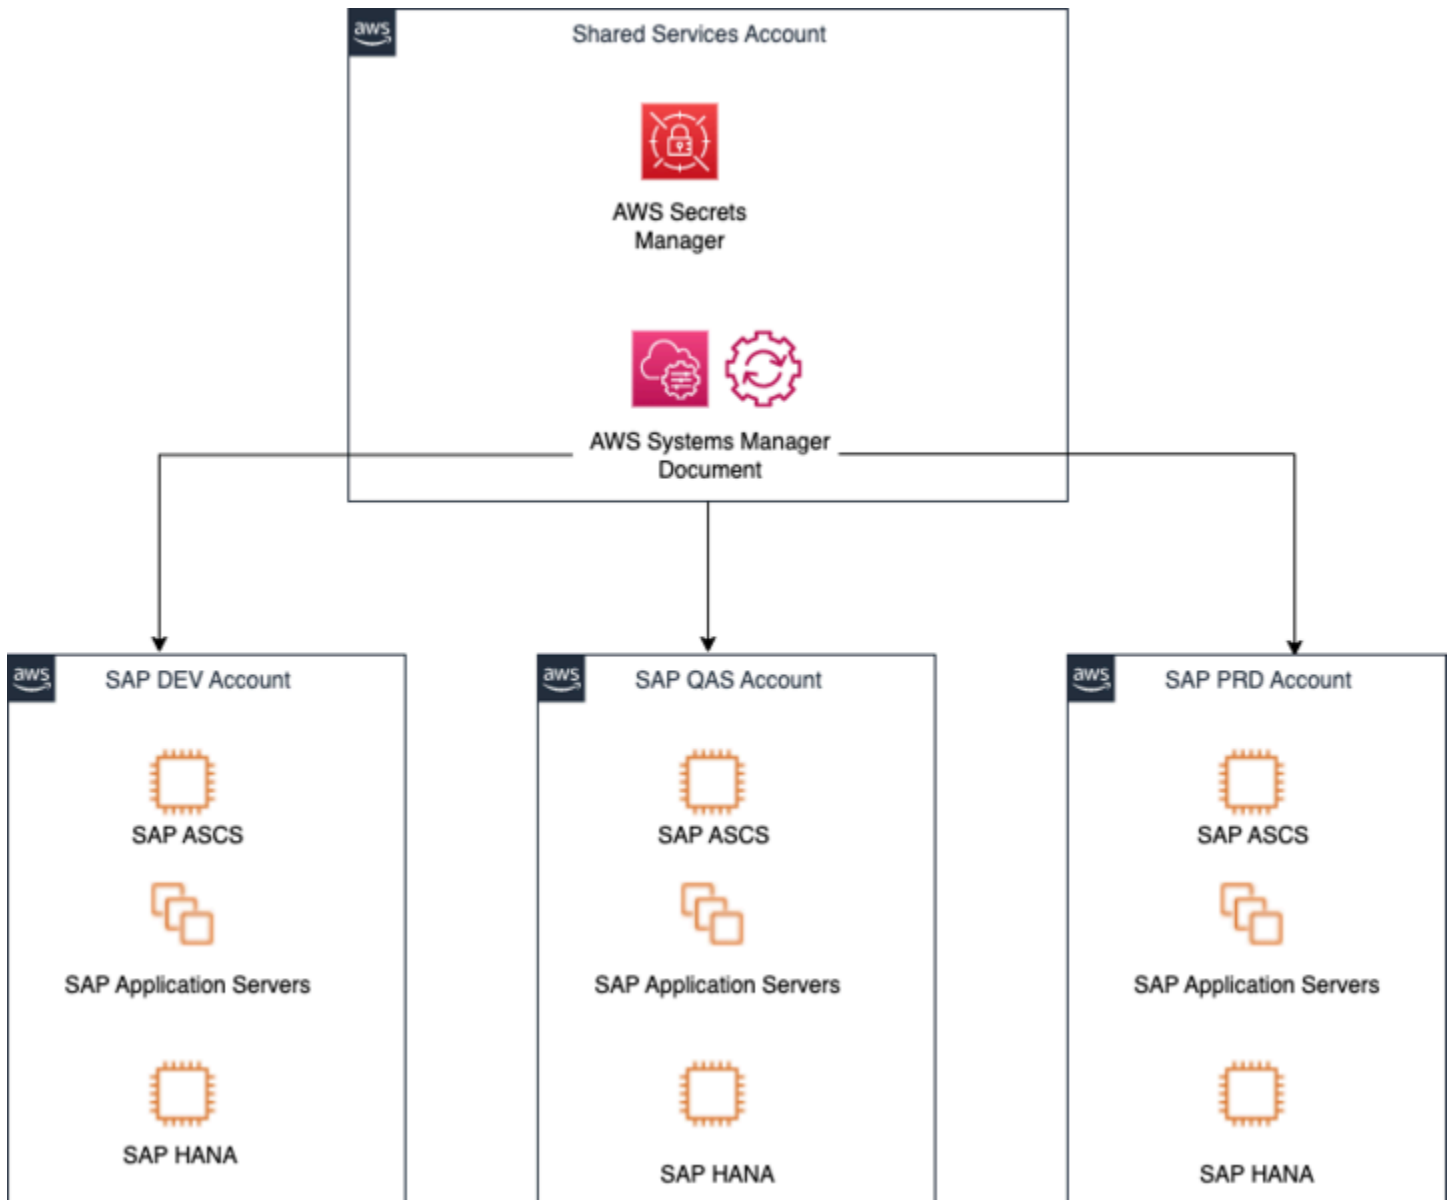 aws
Shared Services Account
AWS Secrets
Manager
AWS Systems Manager
Document
aws
SAP DEV Account
SAP ASCS
SAP Application Servers
SAP HANA
aws
SAP QAS Account
SAP ASCS
SAP Application Servers
SAP HANA
aws
SAP PRD Account
SAP ASCS
SAP Application Servers
SAP HANA